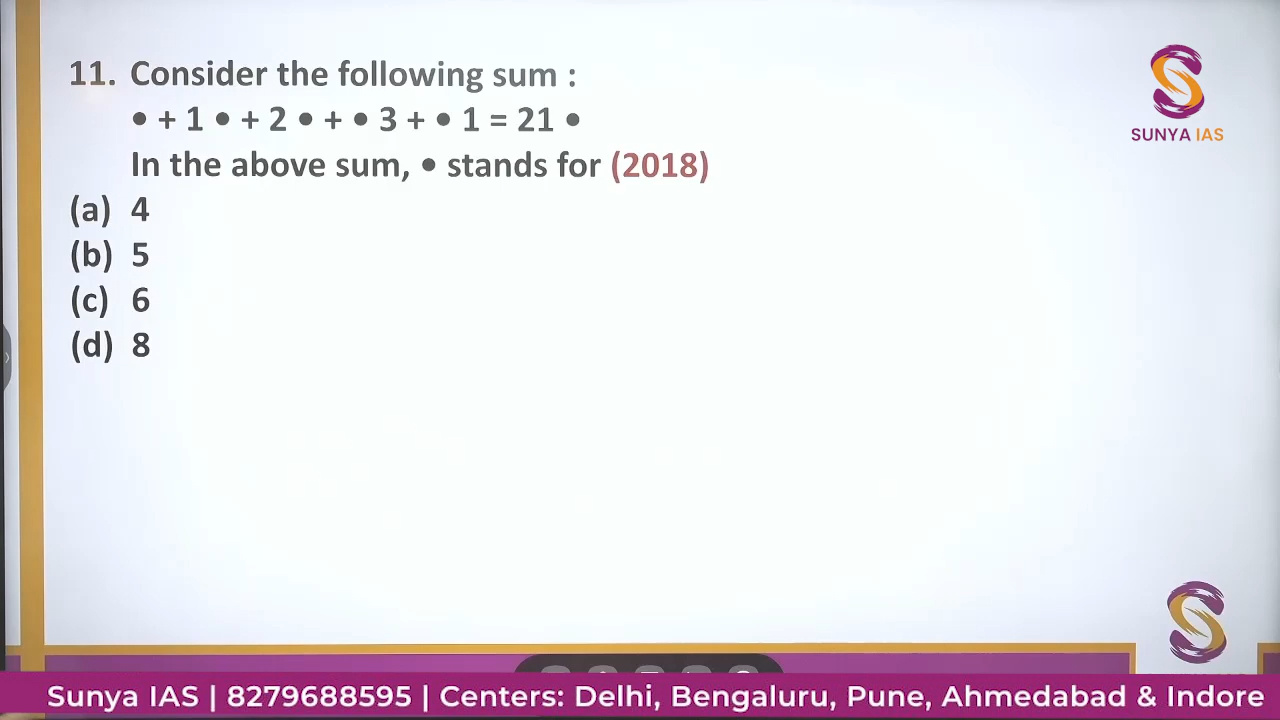 11. Consider the following sum :
• + 1 • + 2 • + • 3 + • 1 = 21 •
In the above sum, • stands for (2018)
(a) 4
(b) 5
(c) 6
(d) 8
SUNYA IAS
Sunya IAS | 8279688595 | Centers: Delhi, Bengaluru, Pune, Ahmedabad & Indore